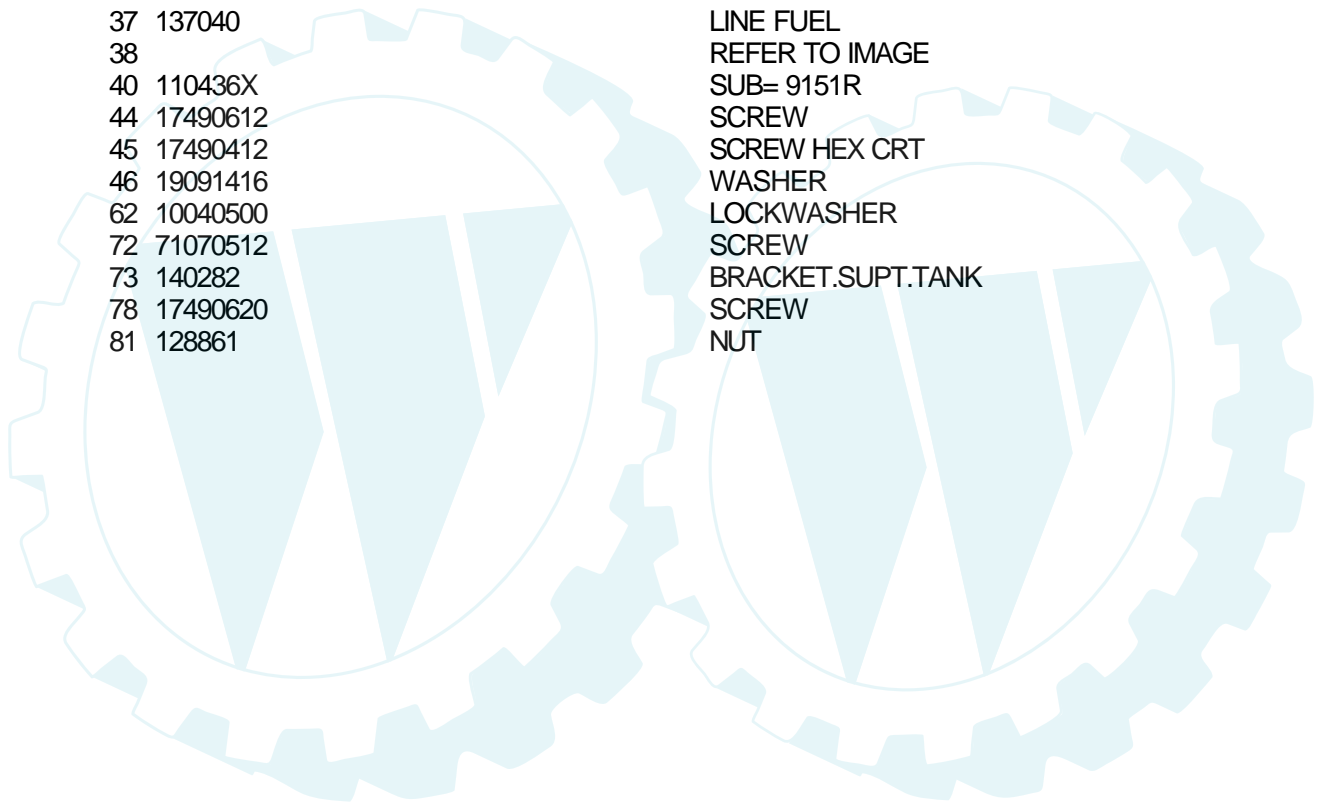 37 137040 LINE FUEL
38 REFER TO IMAGE
40 110436X SUB= 9151R
44 17490612 SCREW
45 17490412 SCREW HEX CRT
46 19091416 WASHER
62 10040500 LOCKWASHER
72 71070512 SCREW
73 140282 BRACKET.SUPT.TANK
78 17490620 SCREW
81 128861 NUT